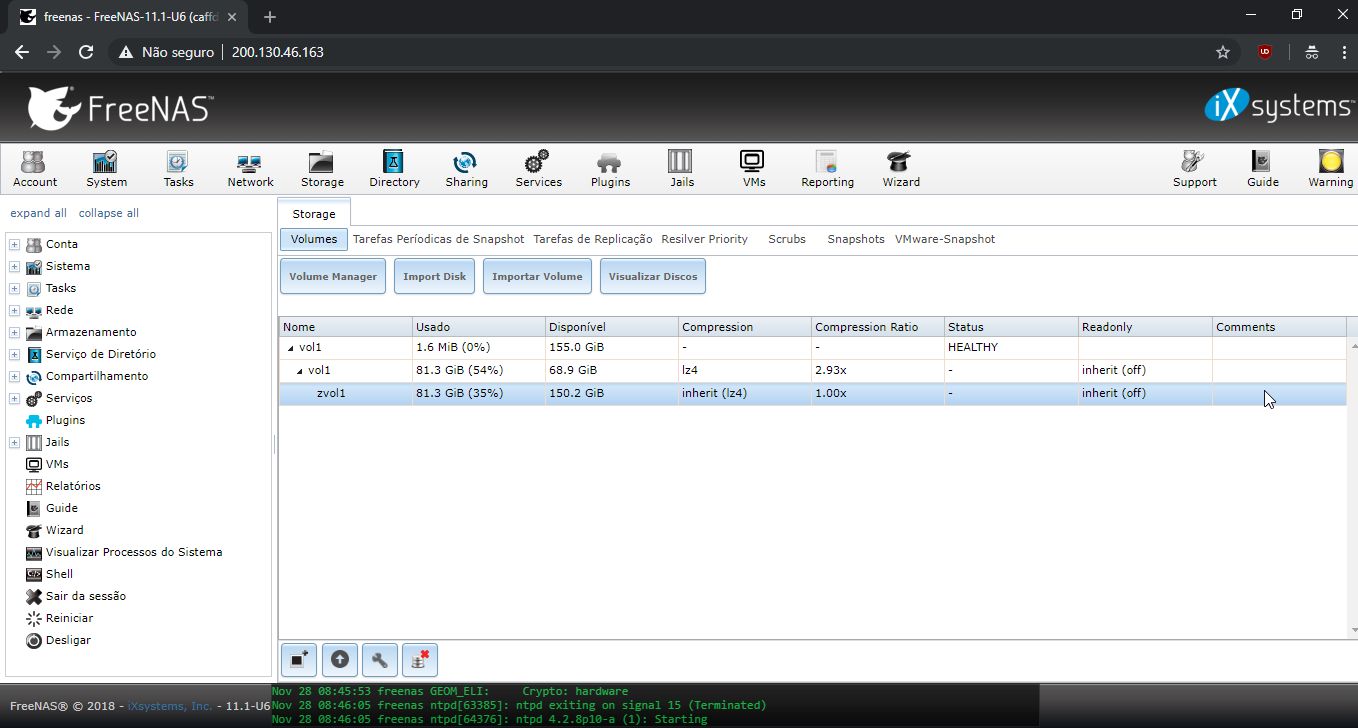 freenas - FreeNAS-11.1-U6 (caffd
Não seguro 200.130.46.163
UD
FreeNAS™
iXsystems™
Account System Tasks Network Storage Directory Sharing Services Plugins Jails VMs Reporting Wizard Support Guide Warning
expand all collapse all
Conta
Sistema
Tasks
Rede
Armazenamento
Serviço de Diretório
Compartilhamento
Serviços
Plugins
Jails
VMs
Relatórios
Guide
Wizard
Visualizar Processos do Sistema
Shell
Sair da sessão
Reiniciar
Desligar
Storage
Volumes Tarefas Períodicas de Snapshot Tarefas de Replicação Resilver Priority Scrubs Snapshots VMware-Snapshot
Volume Manager Import Disk Importar Volume Visualizar Discos
Nome Usado Disponível Compression Compression Ratio Status Readonly Comments
vol1 1.6 MiB (0%) 155.0 GiB - - HEALTHY
vol1 81.3 GiB (54%) 68.9 GiB lz4 2.93x - inherit (off)
zvol1 81.3 GiB (35%) 150.2 GiB inherit (lz4) 1.00x - inherit (off)
FreeNAS® © 2018 - iXsystems, Inc. - 11.1-U6
Nov 28 08:45:53 freenas GEOM_ELI: Crypto: hardware
Nov 28 08:46:05 freenas ntpd[63385]: ntpd exiting on signal 15 (Terminated)
Nov 28 08:46:05 freenas ntpd[64376]: ntpd 4.2.8p10-a (1): Starting